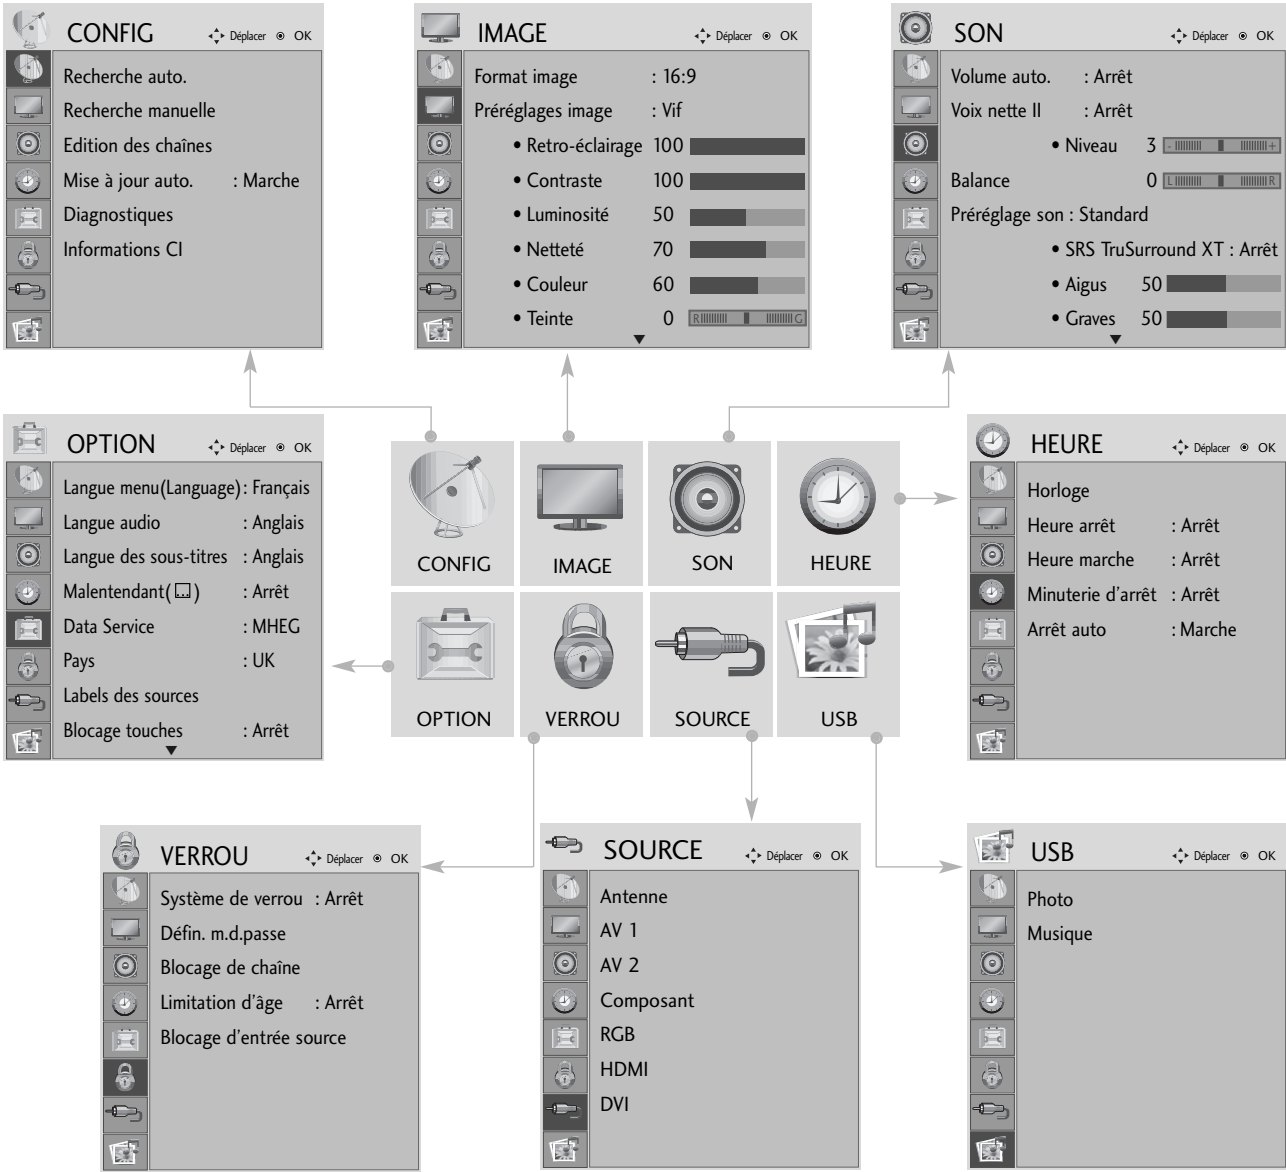 CONFIG
Déplacer OK
Recherche auto.
Recherche manuelle
Edition des chaînes
Mise à jour auto. : Marche
Diagnostiques
Informations CI
IMAGE
Déplacer OK
Format image : 16:9
Préréglages image : Vif
• Retro-éclairage 100
• Contraste 100
• Luminosité 50
• Netteté 70
• Couleur 60
• Teinte 0 R G
SON
Déplacer OK
Volume auto. : Arrêt
Voix nette II : Arrêt
• Niveau 3 - +
Balance 0 L R
Préréglage son : Standard
• SRS TruSurround XT : Arrêt
• Aigus 50
• Graves 50
OPTION
Déplacer OK
Langue menu(Language) : Français
Langue audio : Anglais
Langue des sous-titres : Anglais
Malentendant( ) : Arrêt
Data Service : MHEG
Pays : UK
Labels des sources
Blocage touches : Arrêt
CONFIG
IMAGE
SON
HEURE
OPTION
VERROU
SOURCE
USB
HEURE
Déplacer OK
Horloge
Heure arrêt : Arrêt
Heure marche : Arrêt
Minuterie d'arrêt : Arrêt
Arrêt auto : Marche
VERROU
Déplacer OK
Système de verrou : Arrêt
Défin. m.d.passe
Blocage de chaîne
Limitation d'âge : Arrêt
Blocage d'entrée source
SOURCE
Déplacer OK
Antenne
AV 1
AV 2
Composant
RGB
HDMI
DVI
USB
Déplacer OK
Photo
Musique